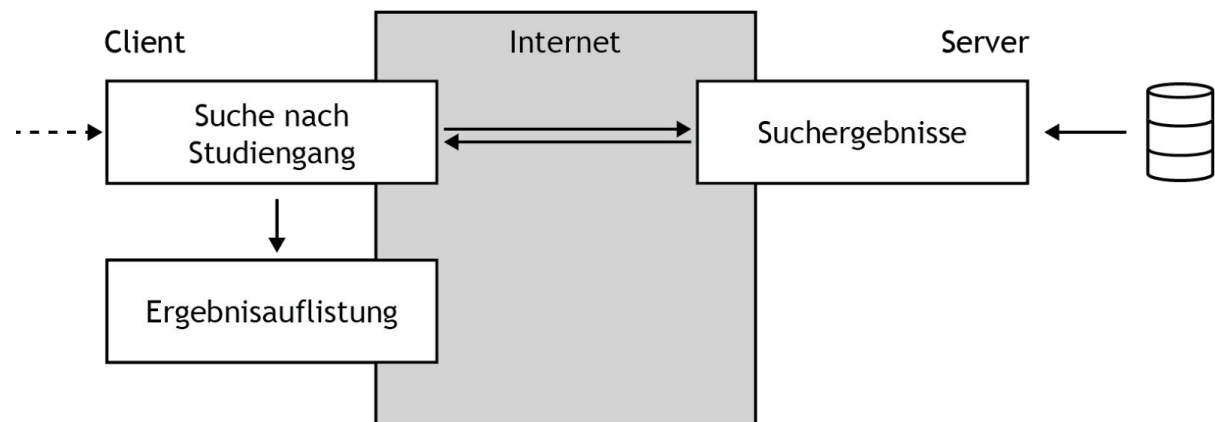 Client
Internet
Server
Suche nach
Studiengang
Suchergebnisse
Ergebnisauflistung